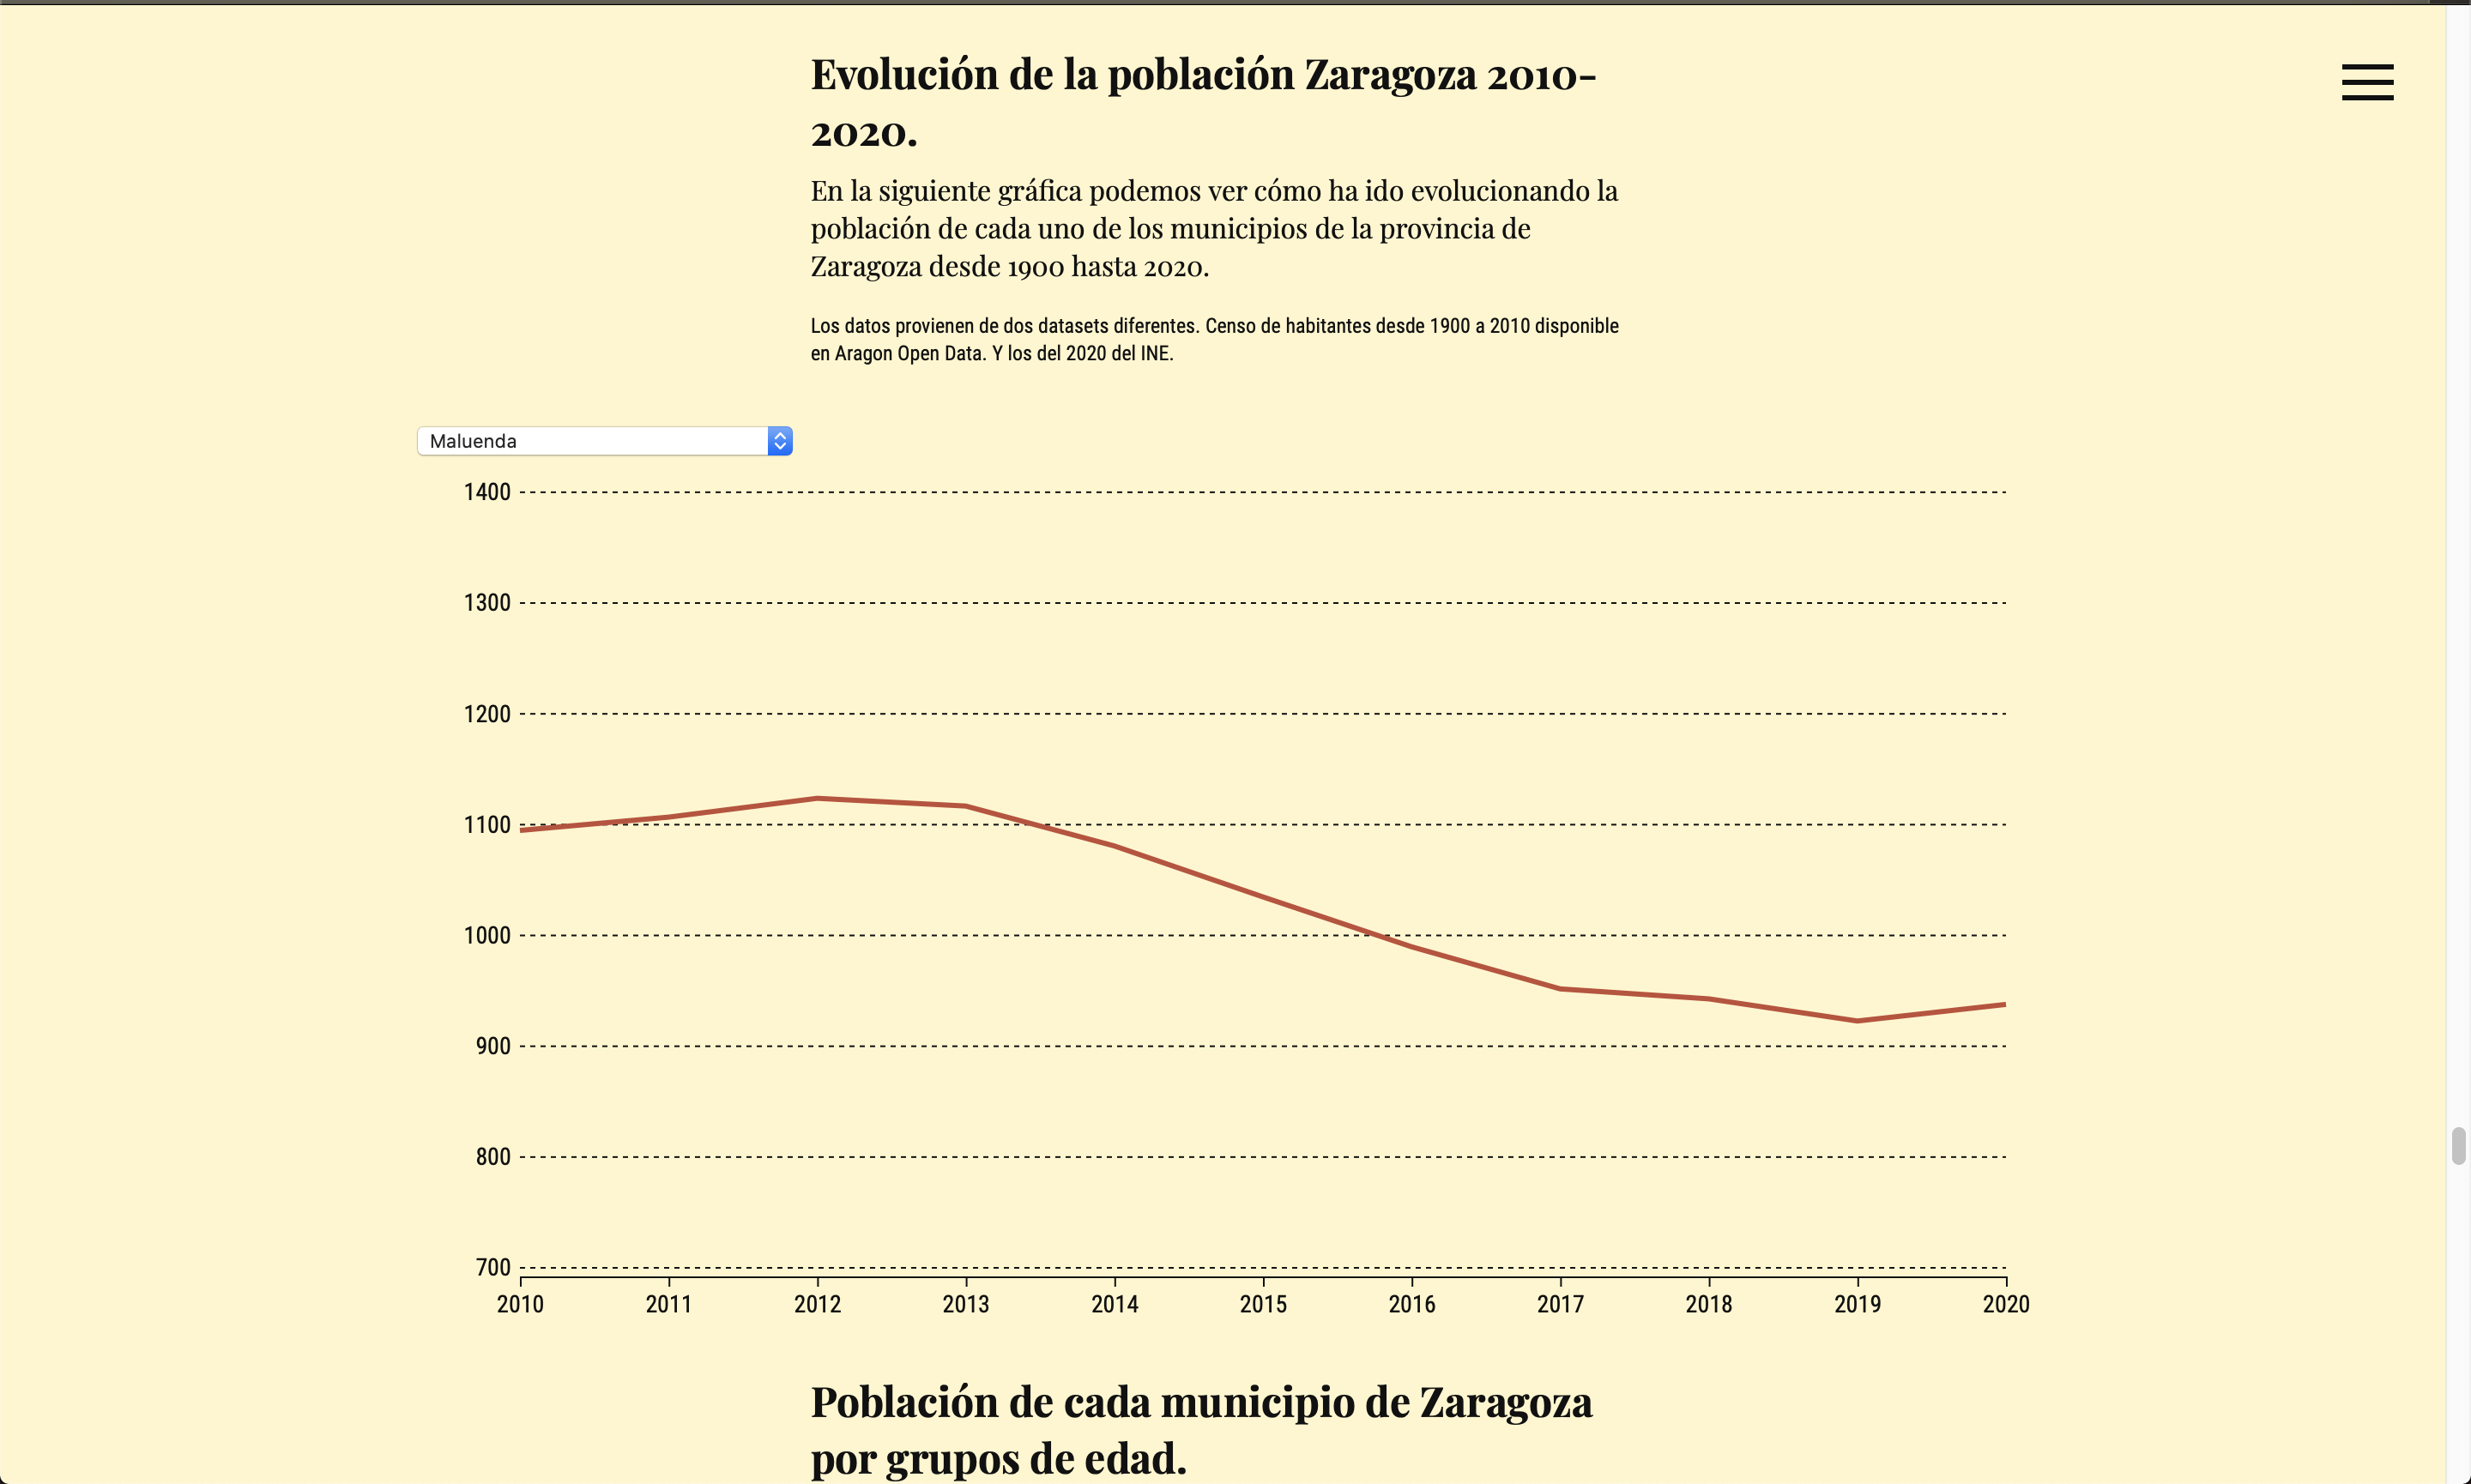 Evolución de la población Zaragoza 2010-
2020.
En la siguiente gráfica podemos ver cómo ha ido evolucionando la
población de cada uno de los municipios de la provincia de
Zaragoza desde 1900 hasta 2020.
Los datos provienen de dos datasets diferentes. Censo de habitantes desde 1900 a 2010 disponible
en Aragon Open Data. Y los del 2020 del INE.
Maluenda
1400
1300
1200
1100
1000
900
800
700
2010 2011 2012 2013 2014 2015 2016 2017 2018 2019 2020
Población de cada municipio de Zaragoza
por grupos de edad.